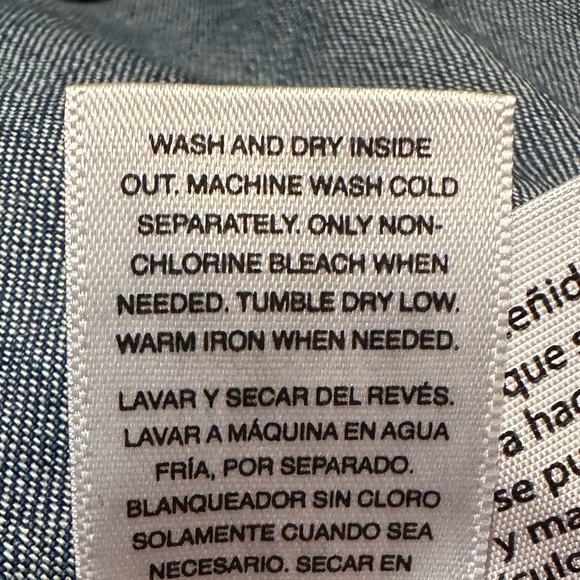 WASH AND DRY INSIDE
OUT. MACHINE WASH COLD
SEPARATELY. ONLY NON-
CHLORINE BLEACH WHEN
NEEDED. TUMBLE DRY LOW.
WARM IRON WHEN NEEDED.
LAVAR Y SECAR DEL REVÉS.
LAVAR A MÁQUINA EN AGUA
FRÍA, POR SEPARADO.
BLANQUEADOR SIN CLORO
SOLAMENTE CUANDO SEA
NECESARIO. SECAR EN
que
a
se
y